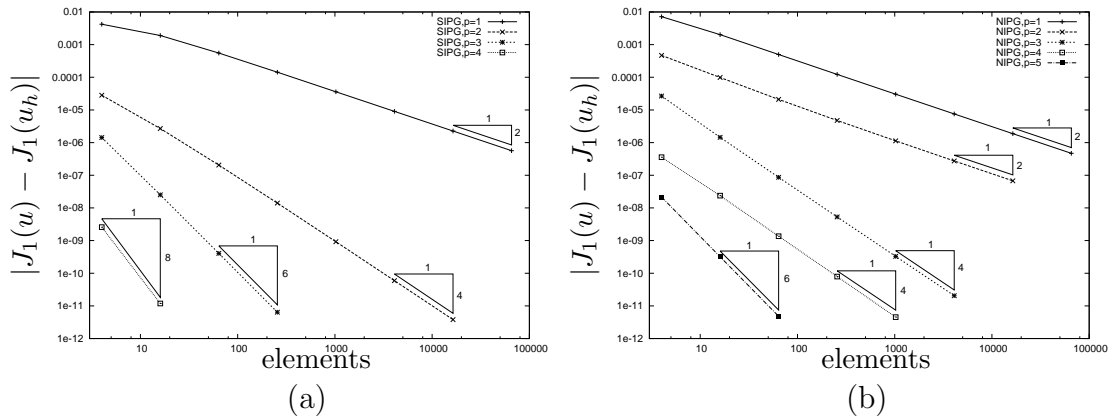 |J₁(u) − J₁(u_h)|
0.01
0.001
0.0001
1e-05
1e-06
1e-07
1e-08
1e-09
1e-10
1e-11
1e-12
10
100
1000
10000
100000
elements
SIPG,p=1
SIPG,p=2
SIPG,p=3
SIPG,p=4
1
2
1
4
1
6
1
8
(a)
|J₁(u) − J₁(u_h)|
0.01
0.001
0.0001
1e-05
1e-06
1e-07
1e-08
1e-09
1e-10
1e-11
1e-12
10
100
1000
10000
100000
elements
NIPG,p=1
NIPG,p=2
NIPG,p=3
NIPG,p=4
NIPG,p=5
1
2
1
2
1
4
1
4
1
6
(b)